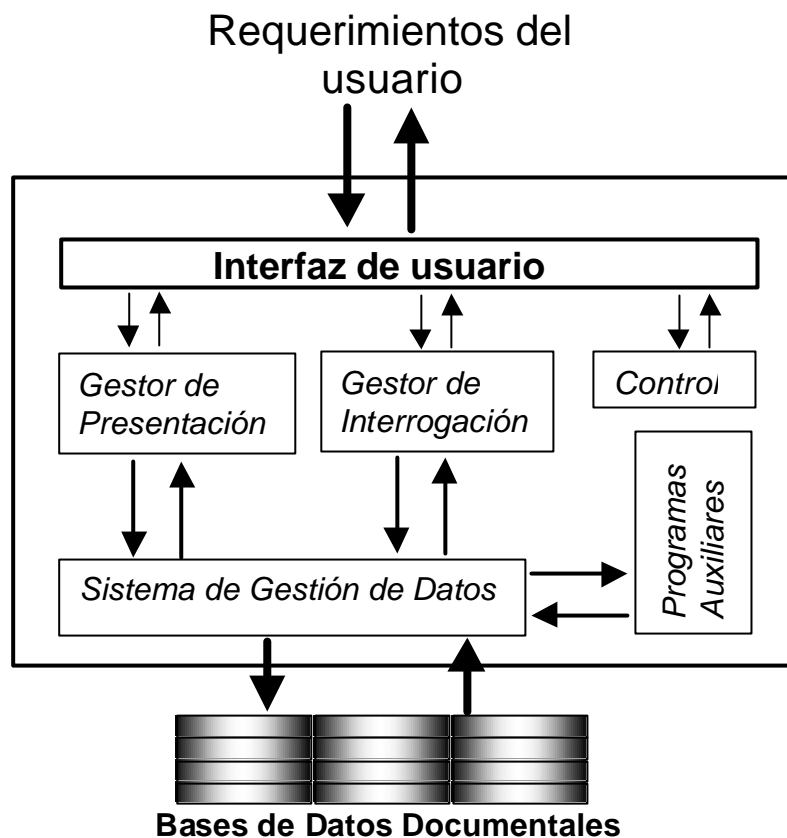 Requerimientos del
usuario
Interfaz de usuario
Gestor de
Presentación
Gestor de
Interrogación
Control
Programas
Auxiliares
Sistema de Gestión de Datos
Bases de Datos Documentales